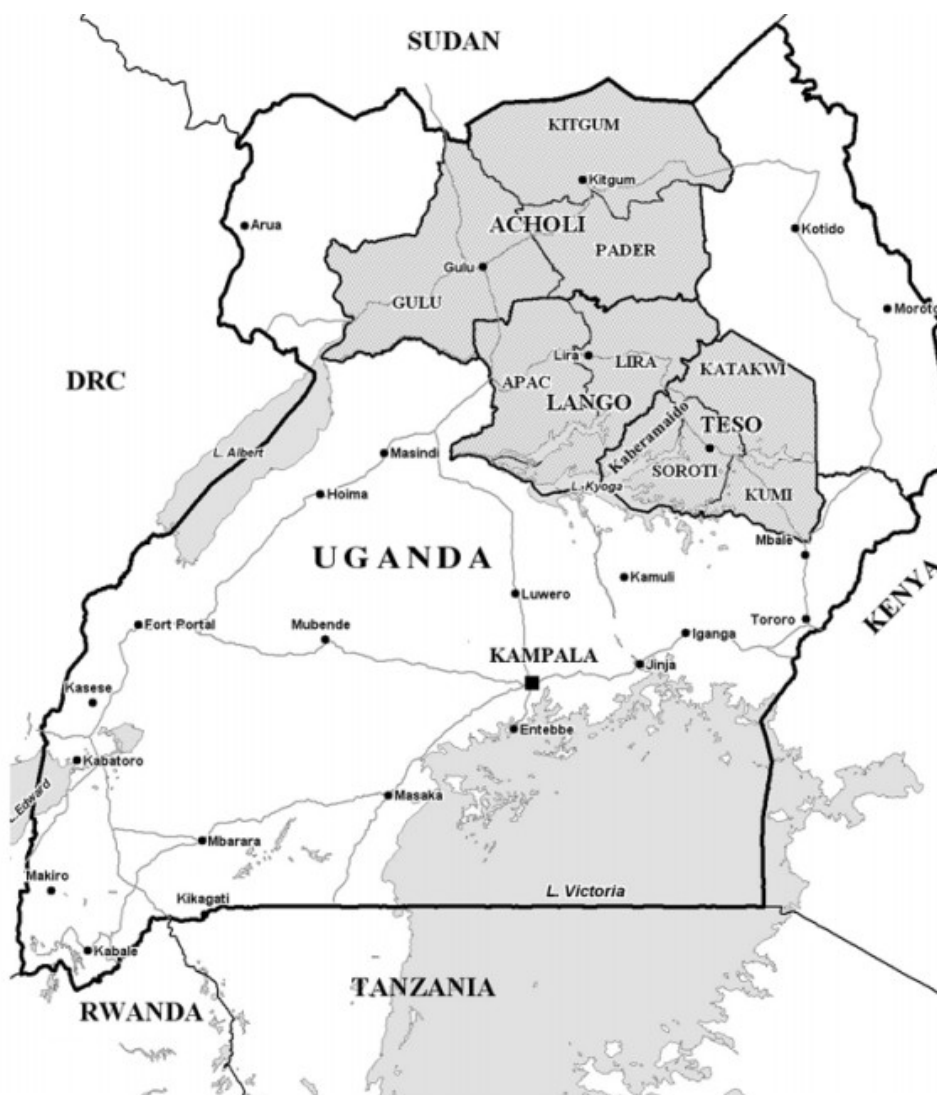 SUDAN
KITGUM
Kitgum
Arua
ACHOLI
Kotido
PADER
Gulu
GULU
Moroto
DRC
Lira
LIRA
KATAKWI
APAC
LANGO
Kaheramaido
TESO
L. Albert
Masindi
SOROTI
L. Kyoga
Hoima
KUMI
UGANDA
Mbale
Kamuli
KENYA
Luwero
Fort Portal
Mubende
Tororo
Iganga
KAMPALA
Jinja
Kasese
Entebbe
Kabatoro
L.Edward
Masaka
Mbarara
Makiro
L. Victoria
Kikagati
Kabale
TANZANIA
RWANDA